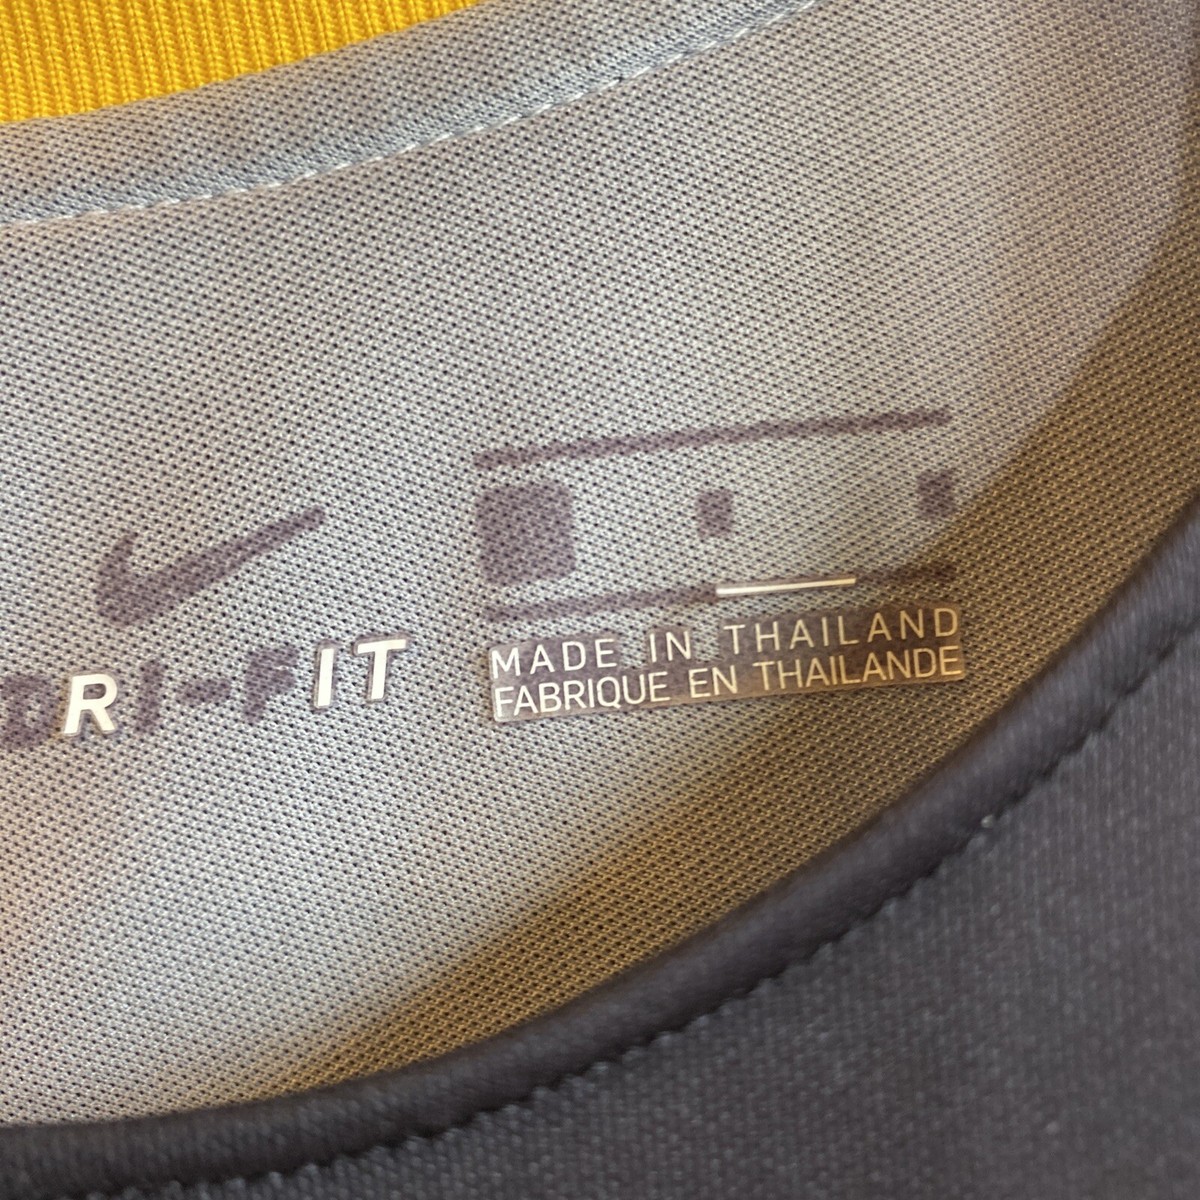 DRI-FIT
MADE IN THAILAND
FABRIQUE EN THAILANDE